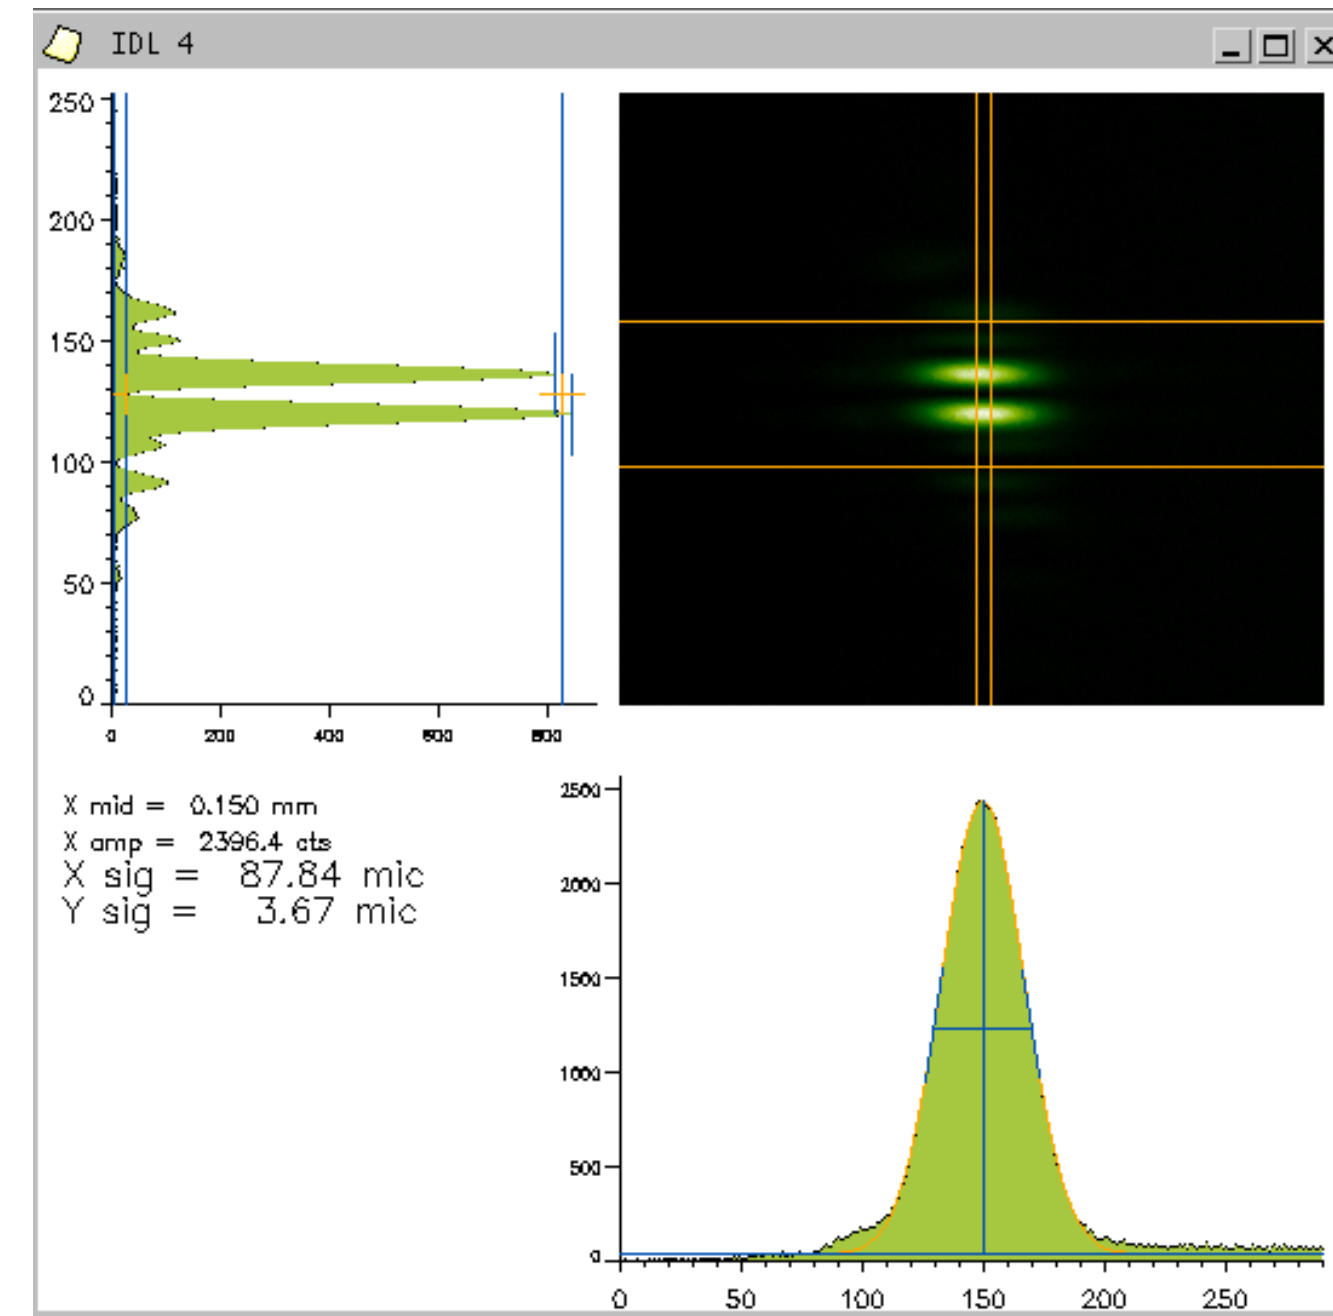 IDL 4
250
200
150
100
50
0
0 200 400 600 800
X mid = 0.150 mm
X amp = 2396.4 cts
X sig = 87.84 mic
Y sig = 3.67 mic
2500
2000
1500
1000
500
0
0 50 100 150 200 250